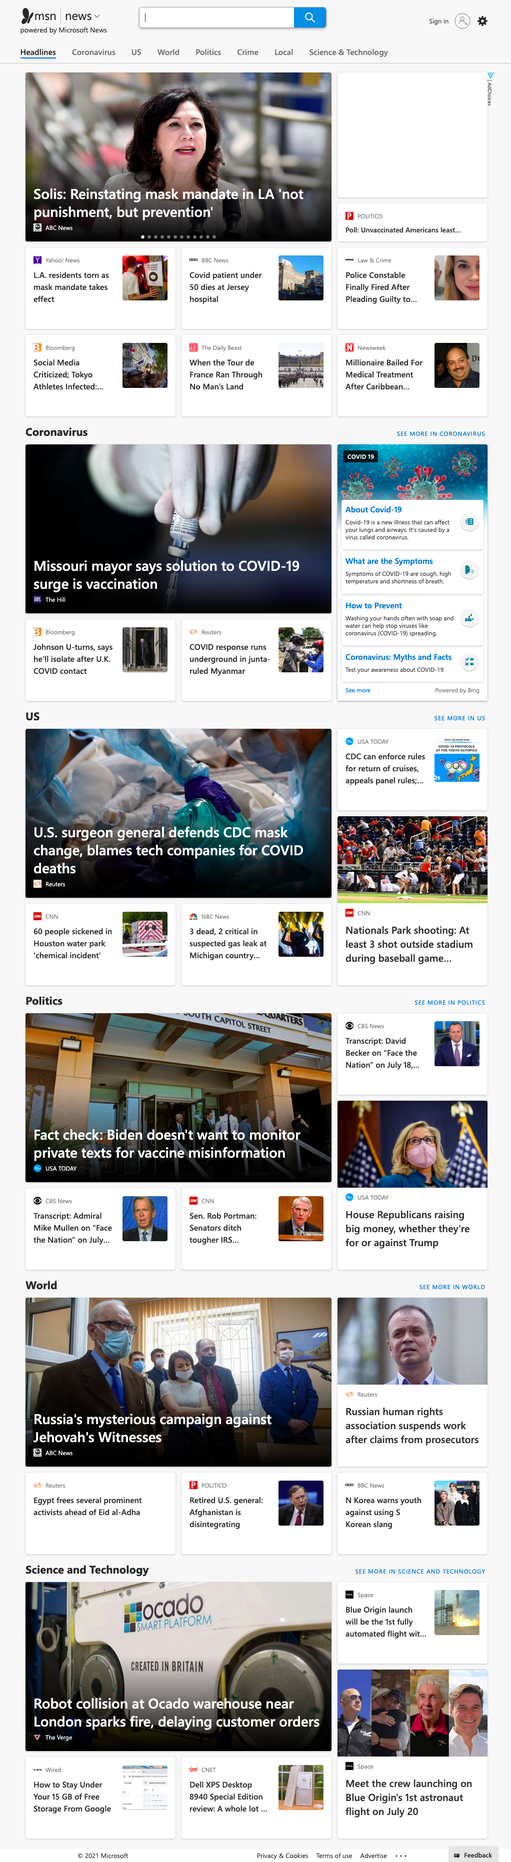 msn | news
powered by Microsoft News
Sign in
Headlines Coronavirus US World Politics Crime Local Science & Technology
Solis: Reinstating mask mandate in LA 'not
punishment, but prevention'
ABC News
AdChoices
POLITICO
Poll: Unvaccinated Americans least...
Yahoo! News
L.A. residents torn as
mask mandate takes
effect
BBC News
Covid patient under
50 dies at Jersey
hospital
Law & Crime
Police Constable
Finally Fired After
Pleading Guilty to...
Bloomberg
Social Media
Criticized; Tokyo
Athletes Infected:...
The Daily Beast
When the Tour de
France Ran Through
No Man's Land
Newsweek
Millionaire Bailed For
Medical Treatment
After Caribbean...
Coronavirus
SEE MORE IN CORONAVIRUS
Missouri mayor says solution to COVID-19
surge is vaccination
The Hill
COVID 19
About Covid-19
Covid-19 is a new illness that can affect
your lungs and airways. It's caused by a
virus called coronavirus.
What are the Symptoms
Symptoms of COVID-19 are cough, high
temperature and shortness of breath.
How to Prevent
Washing your hands often with soap and
water can help stop viruses like
coronavirus (COVID-19) spreading.
Coronavirus: Myths and Facts
Test your awareness about COVID-19.
See more
Powered by Bing
Bloomberg
Johnson U-turns, says
he'll isolate after U.K.
COVID contact
Reuters
COVID response runs
underground in junta-
ruled Myanmar
US
SEE MORE IN US
U.S. surgeon general defends CDC mask
change, blames tech companies for COVID
deaths
Reuters
USA TODAY
CDC can enforce rules
for return of cruises,
appeals panel rules;...
COVID-19 PROTOCOLS
AT THE TOKYO OLYMPICS
CNN
60 people sickened in
Houston water park
'chemical incident'
NBC News
3 dead, 2 critical in
suspected gas leak at
Michigan country...
CNN
Nationals Park shooting: At
least 3 shot outside stadium
during baseball game...
Politics
SEE MORE IN POLITICS
SOUTH CAPITOL STREET
Fact check: Biden doesn't want to monitor
private texts for vaccine misinformation
USA TODAY
CBS News
Transcript: David
Becker on "Face the
Nation" on July 18,...
CBS News
Transcript: Admiral
Mike Mullen on "Face
the Nation" on July...
CNN
Sen. Rob Portman:
Senators ditch
tougher IRS...
USA TODAY
House Republicans raising
big money, whether they're
for or against Trump
World
SEE MORE IN WORLD
Russia's mysterious campaign against
Jehovah's Witnesses
ABC News
Reuters
Russian human rights
association suspends work
after claims from prosecutors
Reuters
Egypt frees several prominent
activists ahead of Eid al-Adha
POLITICO
Retired U.S. general:
Afghanistan is
disintegrating
BBC News
N Korea warns youth
against using S
Korean slang
Science and Technology
SEE MORE IN SCIENCE AND TECHNOLOGY
ocado
SMART PLATFORM
CREATED IN BRITAIN
Robot collision at Ocado warehouse near
London sparks fire, delaying customer orders
The Verge
Space
Blue Origin launch
will be the 1st fully
automated flight wit...
Wired
How to Stay Under
Your 15 GB of Free
Storage From Google
CNET
Dell XPS Desktop
8940 Special Edition
review: A whole lot ...
Space
Meet the crew launching on
Blue Origin's 1st astronaut
flight on July 20
© 2021 Microsoft
Privacy & Cookies Terms of use Advertise ...
Feedback